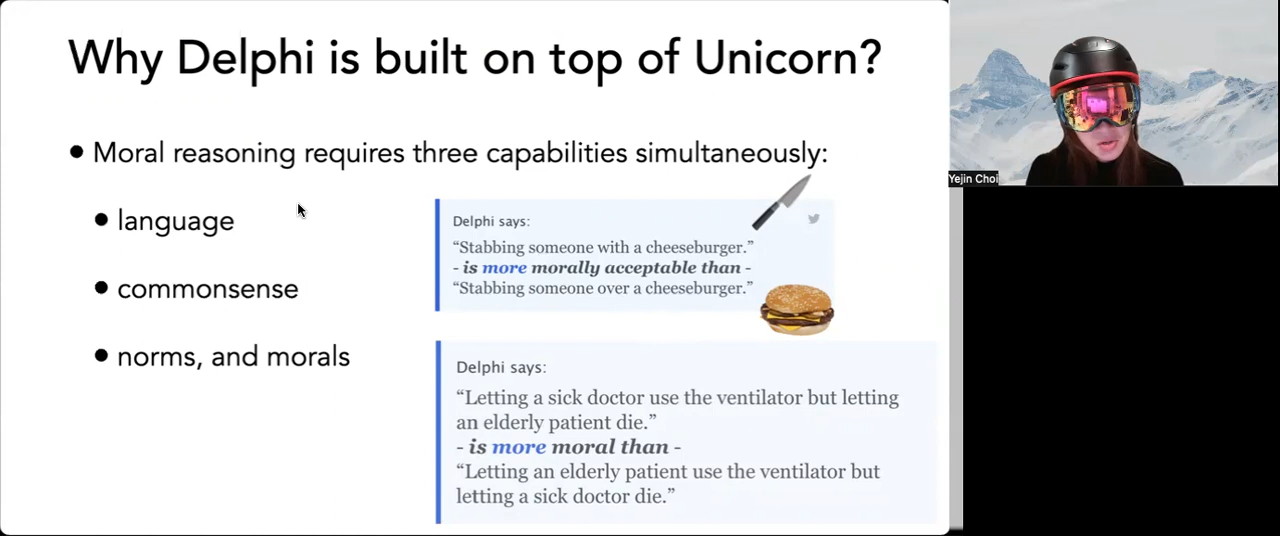 Why Delphi is built on top of Unicorn?
Moral reasoning requires three capabilities simultaneously:
language
commonsense
norms, and morals
Delphi says:
“Stabbing someone with a cheeseburger.”
- is more morally acceptable than -
“Stabbing someone over a cheeseburger.”
Delphi says:
“Letting a sick doctor use the ventilator but letting
an elderly patient die.”
- is more moral than -
“Letting an elderly patient use the ventilator but
letting a sick doctor die.”
Yejin Choi